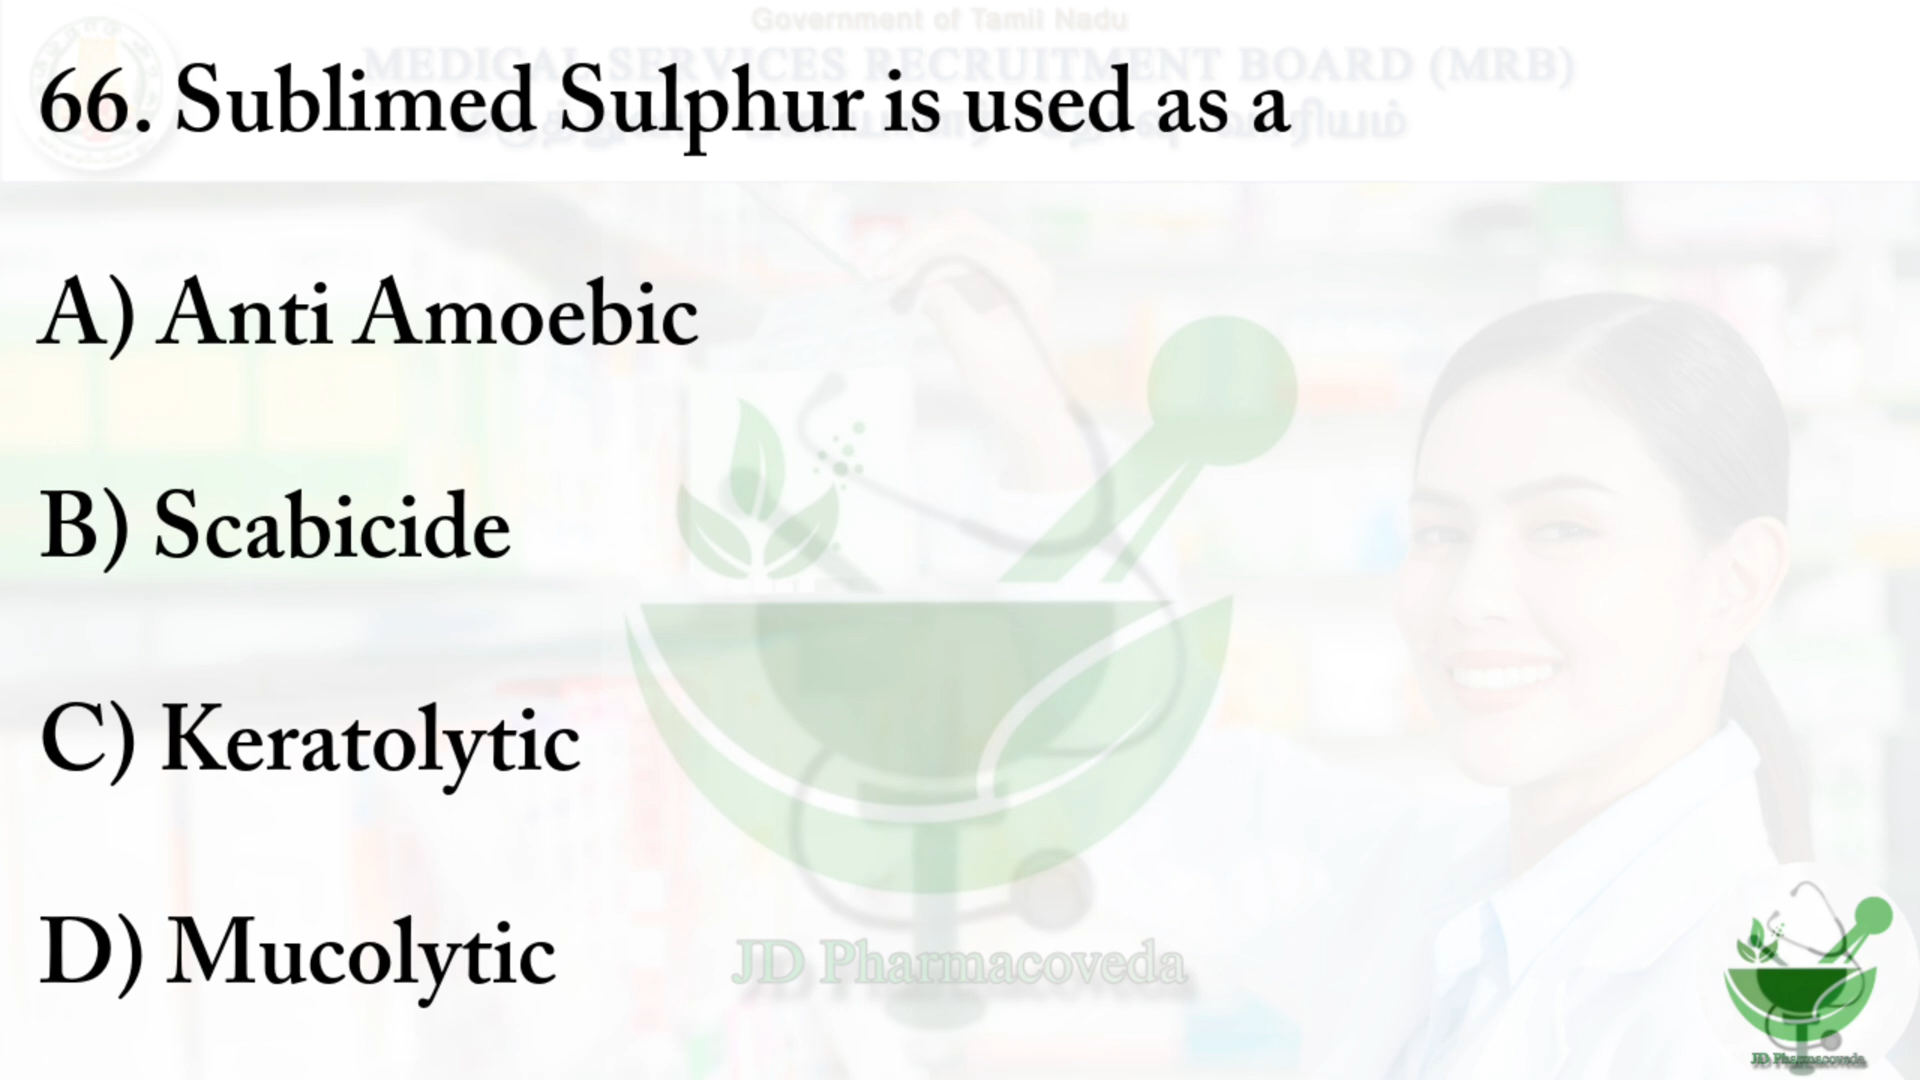 Government of Tamil Nadu
MEDICAL SERVICES RECRUITMENT BOARD (MRB)
66. Sublimed Sulphur is used as a
A) Anti Amoebic
B) Scabicide
C) Keratolytic
D) Mucolytic
JD Pharmacoveda
JD Pharmacoveda